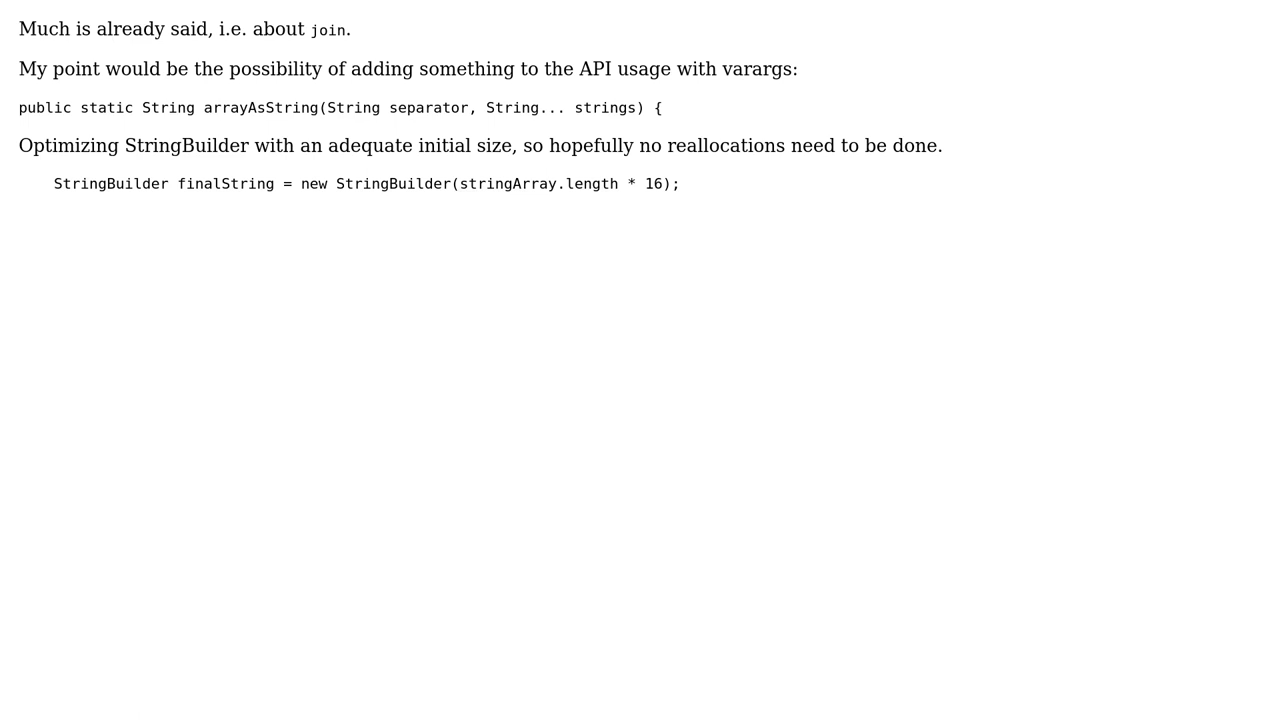 Much is already said, i.e. about join.
My point would be the possibility of adding something to the API usage with varargs:
public static String arrayAsString(String separator, String... strings) {
Optimizing StringBuilder with an adequate initial size, so hopefully no reallocations need to be done.
    StringBuilder finalString = new StringBuilder(stringArray.length * 16);